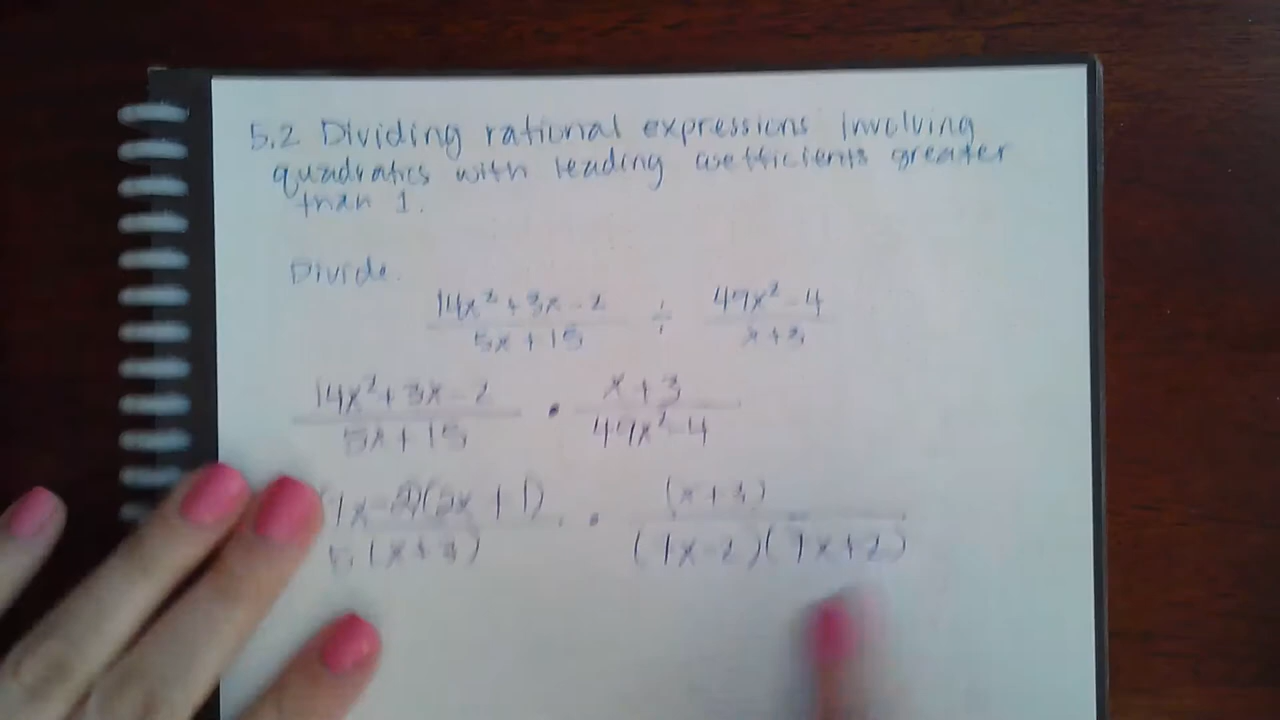 5.2 Dividing rational expressions involving
quadratics with leading coefficients greater
than 1.
Divide.
14x² + 3x - 2 / 5x + 15 ÷ 49x² - 4 / x + 3
14x² + 3x - 2 / 5x + 15 • x + 3 / 49x² - 4
(7x - 2)(2x + 1) / 5(x + 3) • (x + 3) / (7x - 2)(7x + 2)